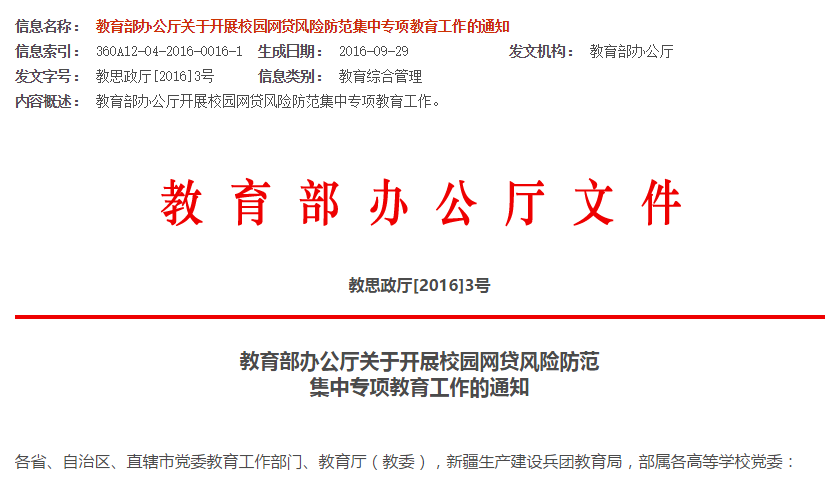 信息名称： 教育部办公厅关于开展校园网贷风险防范集中专项教育工作的通知
信息索引： 360A12-04-2016-0016-1 生成日期： 2016-09-29 发文机构： 教育部办公厅
发文字号： 教思政厅[2016]3号 信息类别： 教育综合管理
内容概述： 教育部办公厅开展校园网贷风险防范集中专项教育工作。
教育部办公厅文件
教思政厅[2016]3号
教育部办公厅关于开展校园网贷风险防范
集中专项教育工作的通知
各省、自治区、直辖市党委教育工作部门、教育厅（教委），新疆生产建设兵团教育局，部属各高等学校党委：